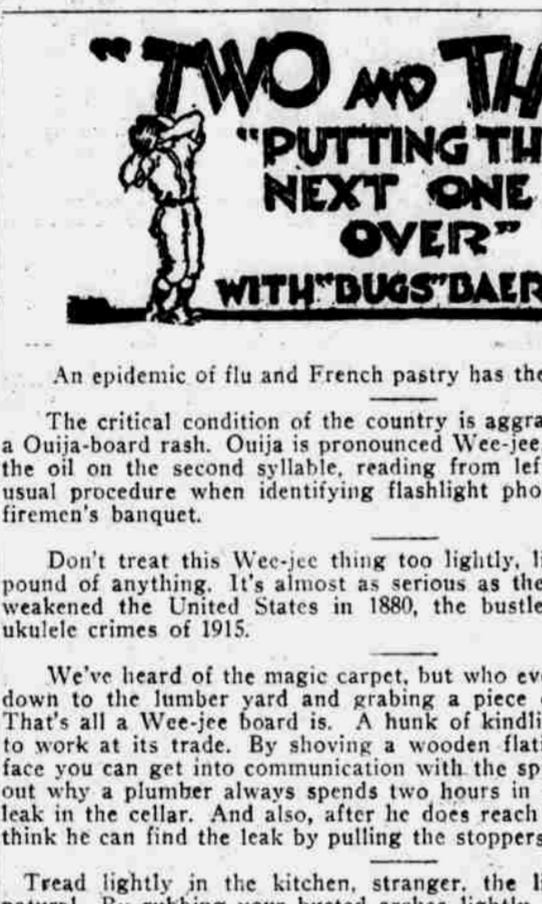 "TWO AND TH
"PUTTING TH
NEXT ONE
OVER"
WITH "BUGS" BAER
An epidemic of flu and French pastry has the
The critical condition of the country is aggra
a Ouija-board rash. Ouija is pronounced Wee-jee
the oil on the second syllable, reading from lef
usual procedure when identifying flashlight pho
firemen's banquet.
Don't treat this Wee-jee thing too lightly, li
pound of anything. It's almost as serious as the
weakened the United States in 1880, the bustle
ukulele crimes of 1915.
We've heard of the magic carpet, but who eve
down to the lumber yard and grabing a piece
That's all a Wee-jee board is. A hunk of kindli
to work at its trade. By shoving a wooden flati
face you can get into communication with the sp
out why a plumber always spends two hours in
leak in the cellar. And also, after he does reach
think he can find the leak by pulling the stoppers
Tread lightly in the kitchen, stranger, the li